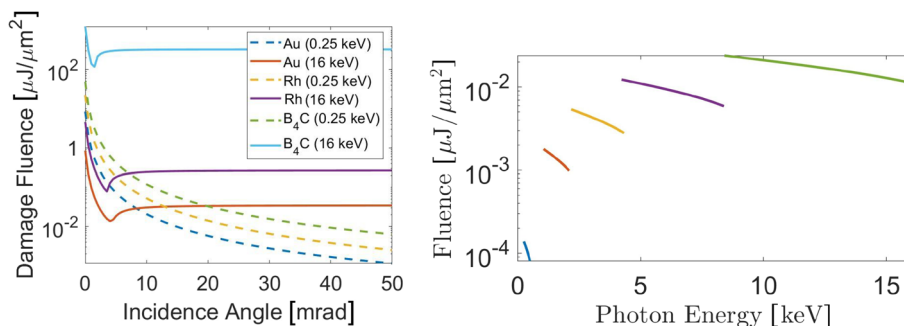 Damage Fluence [μJ/μm²]
10²
1
10⁻²
0
10
20
30
40
50
Incidence Angle [mrad]
Au (0.25 keV)
Au (16 keV)
Rh (0.25 keV)
Rh (16 keV)
B₄C (0.25 keV)
B₄C (16 keV)
Fluence [μJ/μm²]
10⁻²
10⁻³
10⁻⁴
0
5
10
15
Photon Energy [keV]